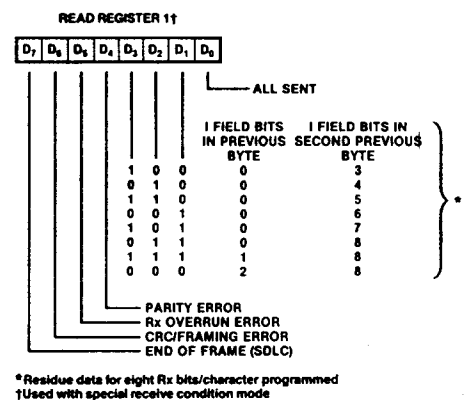 READ REGISTER 1†
D7 D6 D5 D4 D3 D2 D1 D0
ALL SENT
I FIELD BITS IN PREVIOUS BYTE I FIELD BITS IN SECOND PREVIOUS BYTE
1 0 0 0 3
0 1 0 0 4
1 1 0 0 5
0 0 1 0 6
1 0 1 0 7
0 1 1 0 8
1 1 1 1 8
0 0 0 2 8
*
PARITY ERROR
Rx OVERRUN ERROR
CRC/FRAMING ERROR
END OF FRAME (SDLC)
*Residue data for eight Rx bits/character programmed
†Used with special receive condition mode